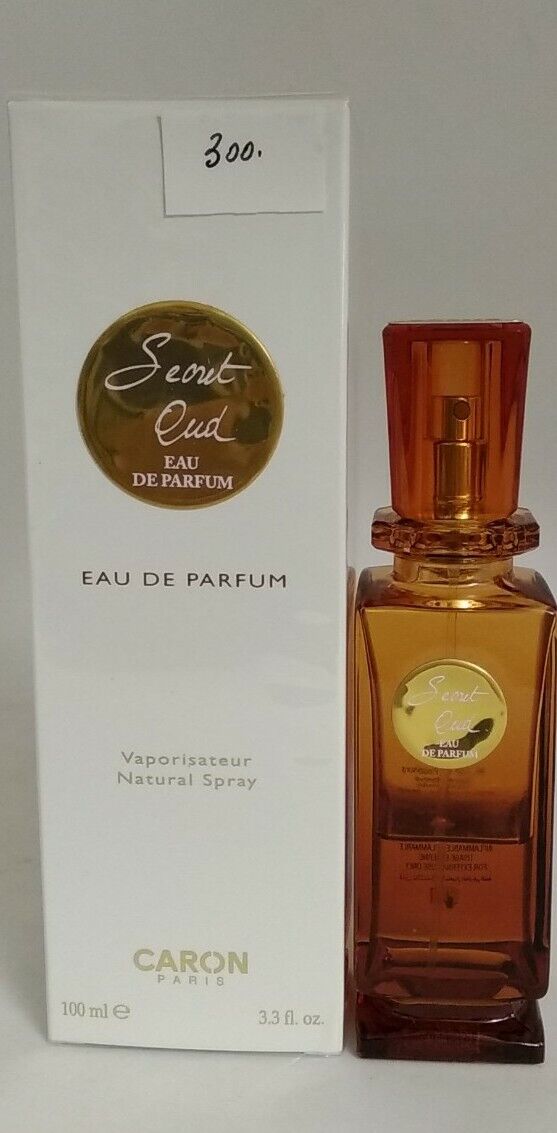 300.
Secret
Oud
EAU
DE PARFUM
EAU DE PARFUM
Vaporisateur
Natural Spray
CARON
PARIS
100 ml ℮
3.3 fl. oz.
Secret
Oud
EAU
DE PARFUM